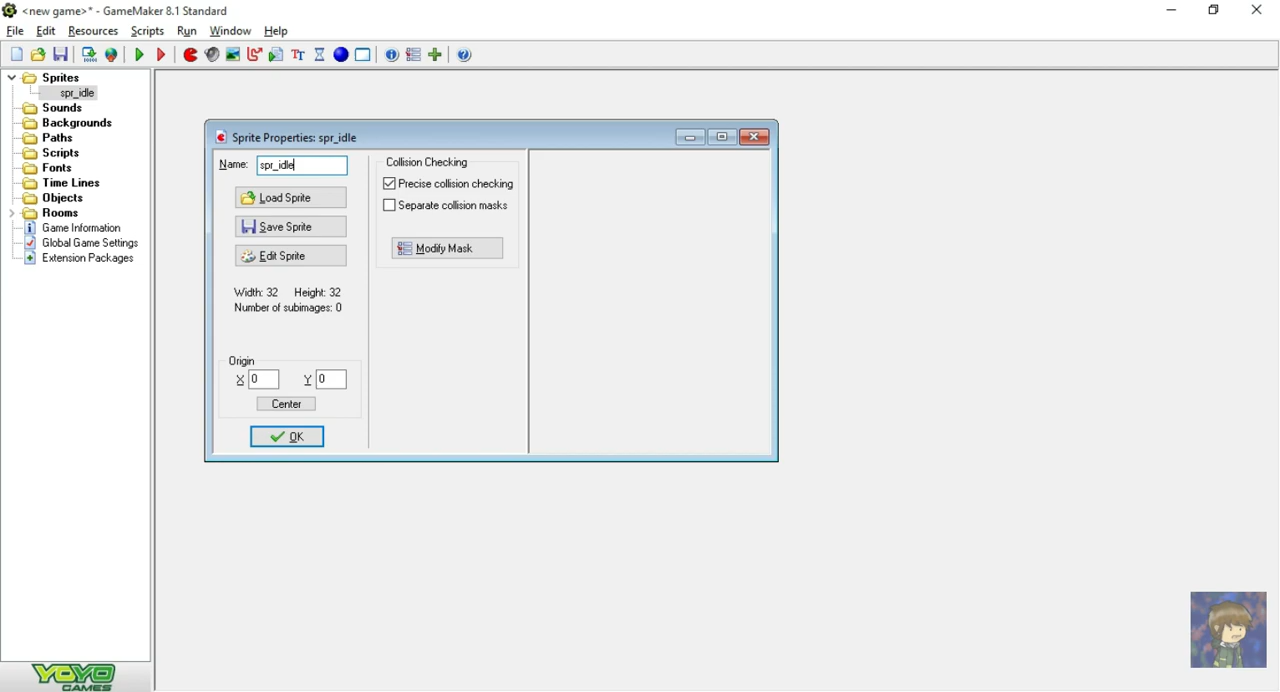 <new game>* - GameMaker 8.1 Standard
File Edit Resources Scripts Run Window Help
Sprites
spr_idle
Sounds
Backgrounds
Paths
Scripts
Fonts
Time Lines
Objects
Rooms
Game Information
Global Game Settings
Extension Packages
YOYO
GAMES
Sprite Properties: spr_idle
Name: spr_idle
Load Sprite
Save Sprite
Edit Sprite
Width: 32 Height: 32
Number of subimages: 0
Origin
X 0 Y 0
Center
OK
Collision Checking
Precise collision checking
Separate collision masks
Modify Mask